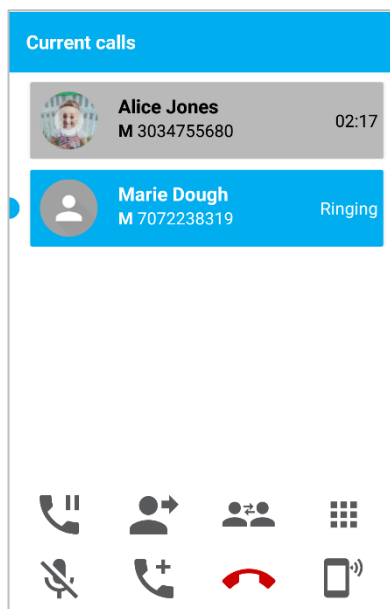 Current calls
Alice Jones
M 3034755680
02:17
Marie Dough
M 7072238319
Ringing